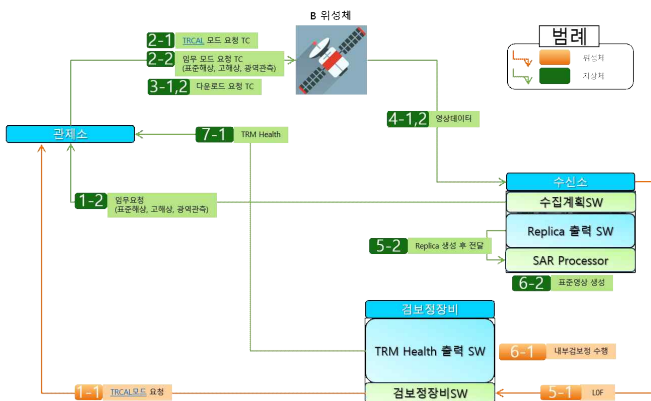 B 위성체
범례
위성체
지상체
2-1 TRCAL 모드 요청 TC
2-2 임무 모드 요청 TC
(표준해상, 고해상, 광역관측)
3-1,2 다운로드 요청 TC
4-1,2 영상데이터
관제소
7-1 TRM Health
수신소
수집계획SW
1-2 임무요청
(표준해상, 고해상, 광역관측)
Replica 출력 SW
5-2 Replica 생성 후 전달
SAR Processor
6-2 표준영상 생성
검보정장비
TRM Health 출력 SW
6-1 내부검보정 수행
1-1 TRCAL모드 요청
검보정장비SW
5-1 L0F